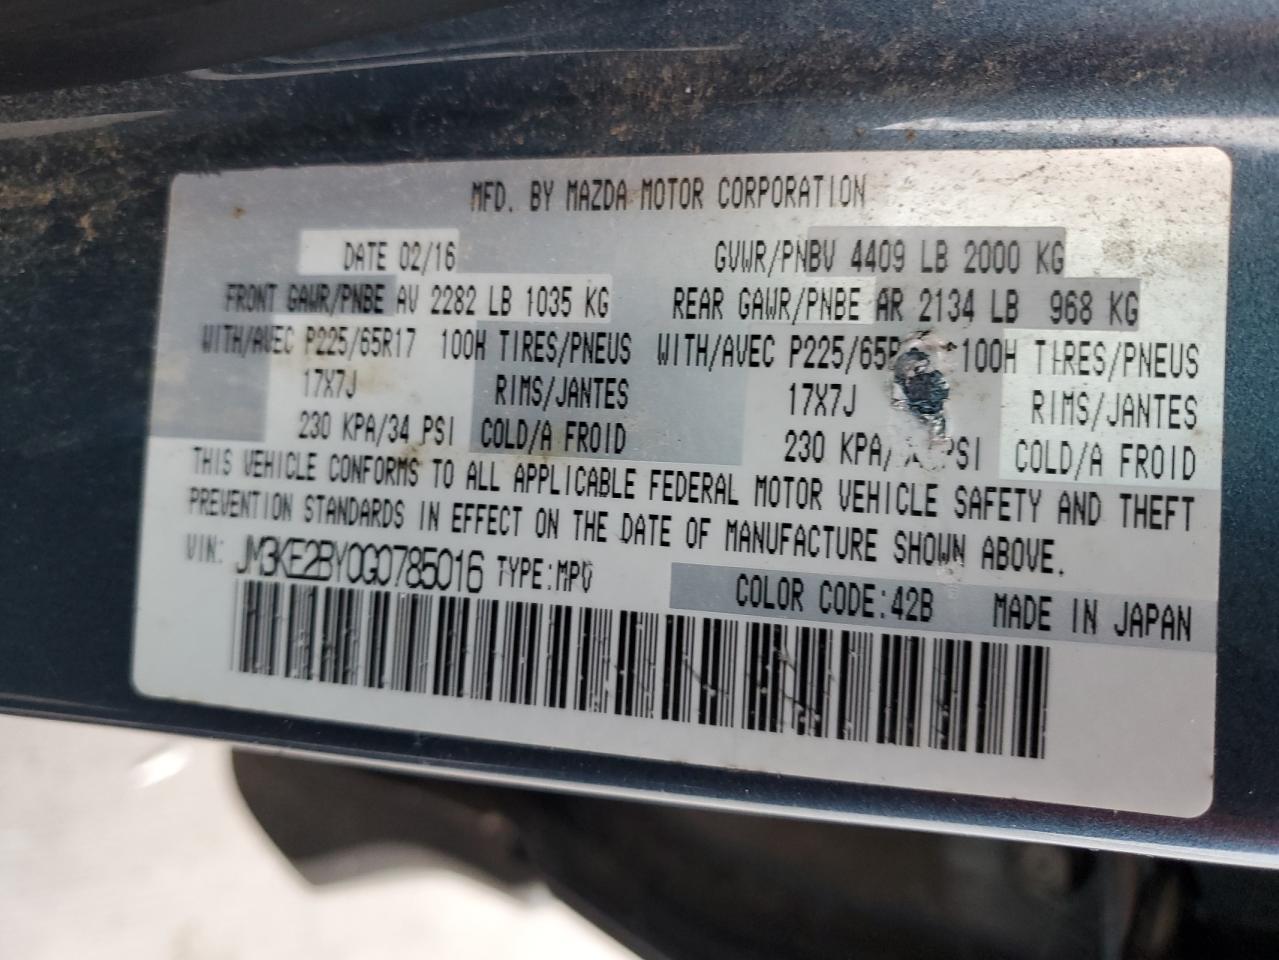 MFD. BY MAZDA MOTOR CORPORATION
DATE 02/16 GVWR/PNBV 4409 LB 2000 KG
FRONT GAWR/PNBE AV 2282 LB 1035 KG REAR GAWR/PNBE AR 2134 LB 968 KG
WITH/AVEC P225/65R17 100H TIRES/PNEUS WITH/AVEC 100H TIRES/PNEUS
17X7J RIMS/JANTES 17X7J RIMS/JANTES
230 KPA/34 PSI COLD/A FROID 230 KPA/ PSI COLD/A FROID
THIS VEHICLE CONFORMS TO ALL APPLICABLE FEDERAL MOTOR VEHICLE SAFETY AND THEFT
PREVENTION STANDARDS IN EFFECT ON THE DATE OF MANUFACTURE SHOWN ABOVE.
VIN: JM3KE2BY0G0785016 TYPE:MPV
COLOR CODE:42B MADE IN JAPAN